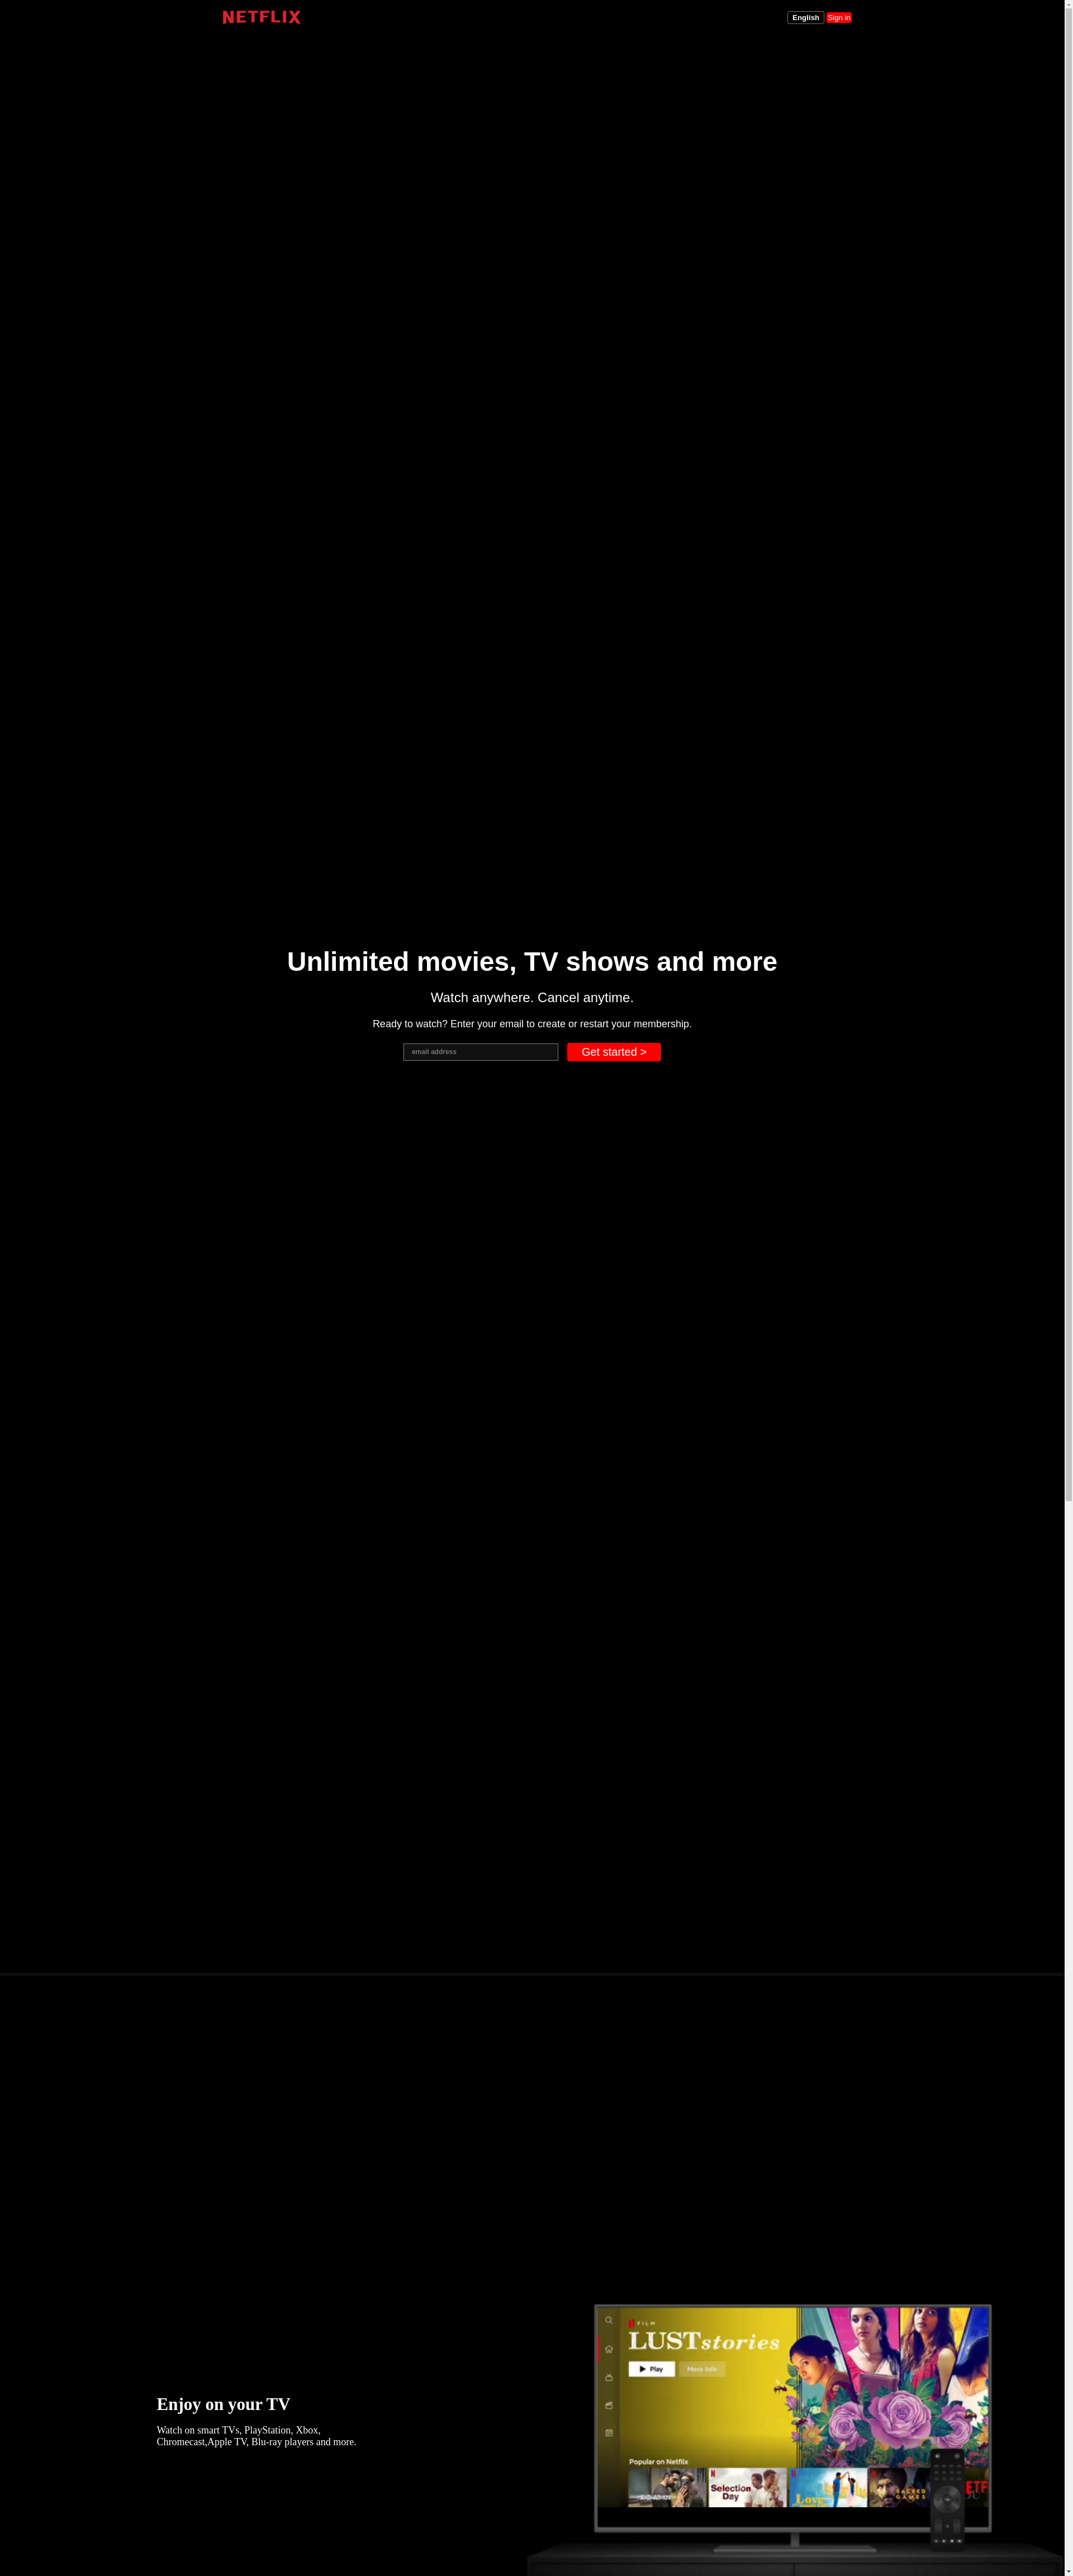 NETFLIX
English
Sign in
Unlimited movies, TV shows and more
Watch anywhere. Cancel anytime.
Ready to watch? Enter your email to create or restart your membership.
email address
Get started >
Enjoy on your TV
Watch on smart TVs, PlayStation, Xbox,
Chromecast,Apple TV, Blu-ray players and more.
N FILM
LUST stories
Play
More Info
Popular on Netflix
Selection
Day
Love
SACRED
GAMES